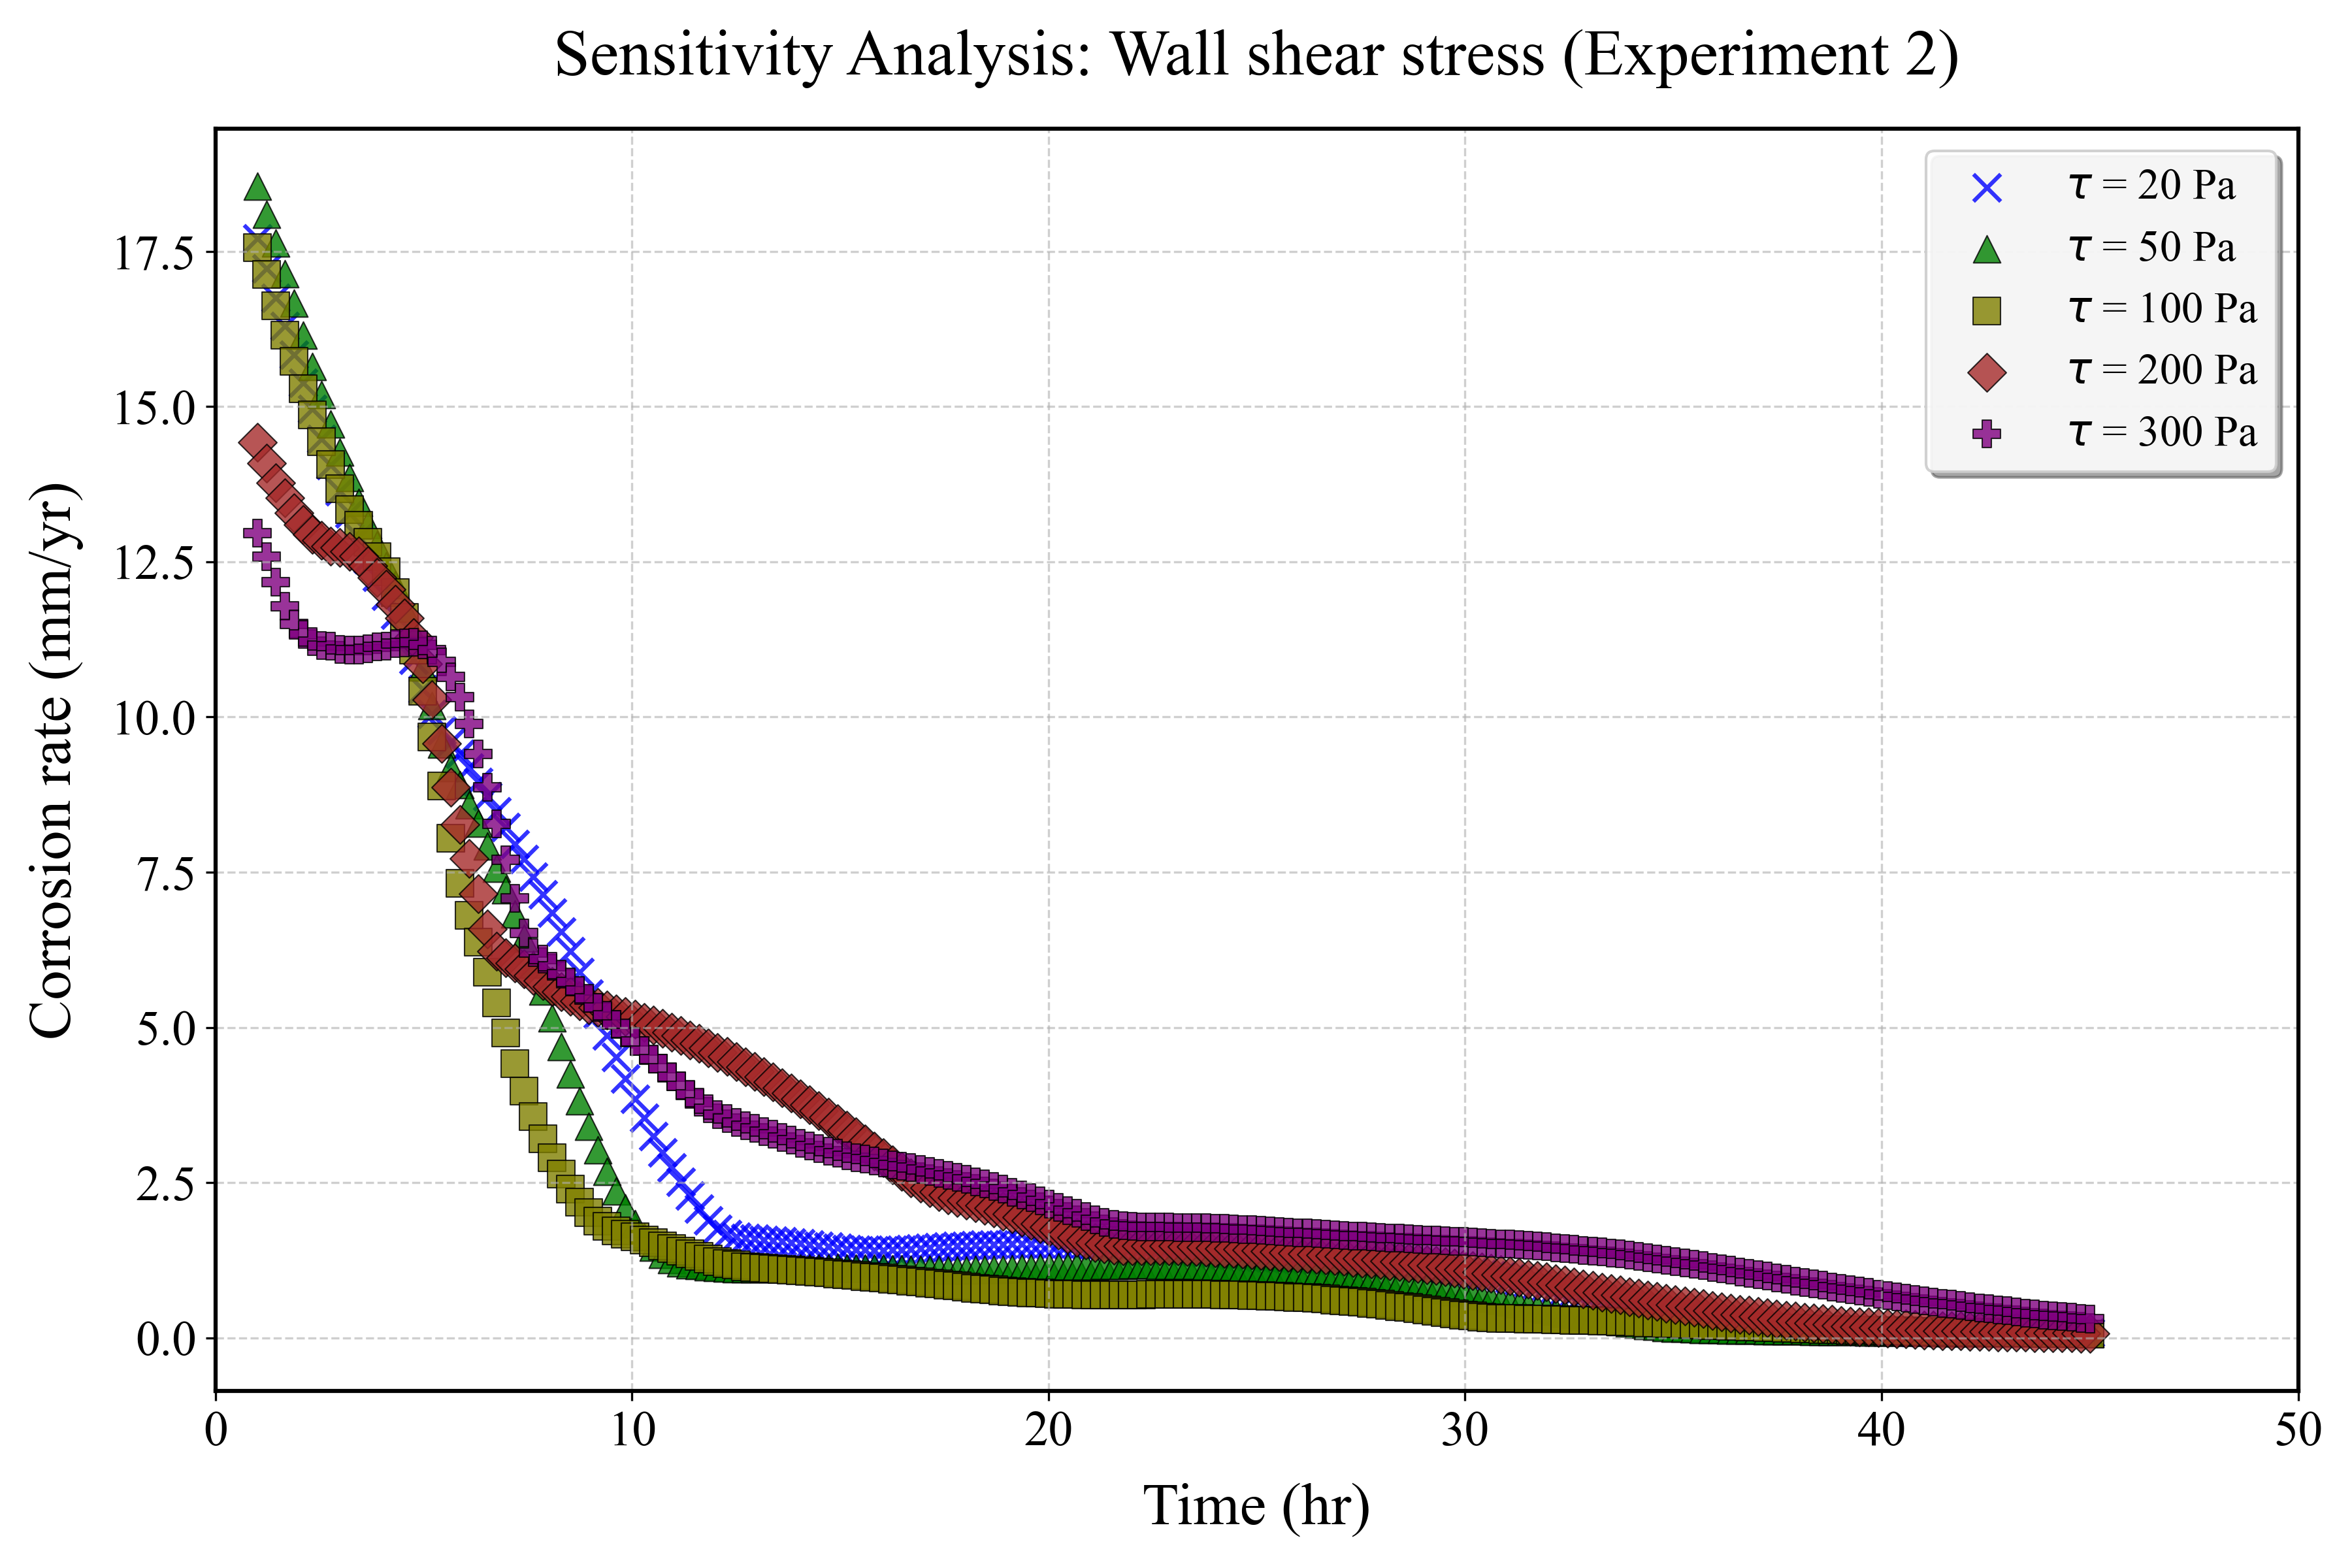 Sensitivity Analysis: Wall shear stress (Experiment 2)
τ = 20 Pa
τ = 50 Pa
τ = 100 Pa
τ = 200 Pa
τ = 300 Pa
Corrosion rate (mm/yr)
17.5
15.0
12.5
10.0
7.5
5.0
2.5
0.0
0 10 20 30 40 50
Time (hr)